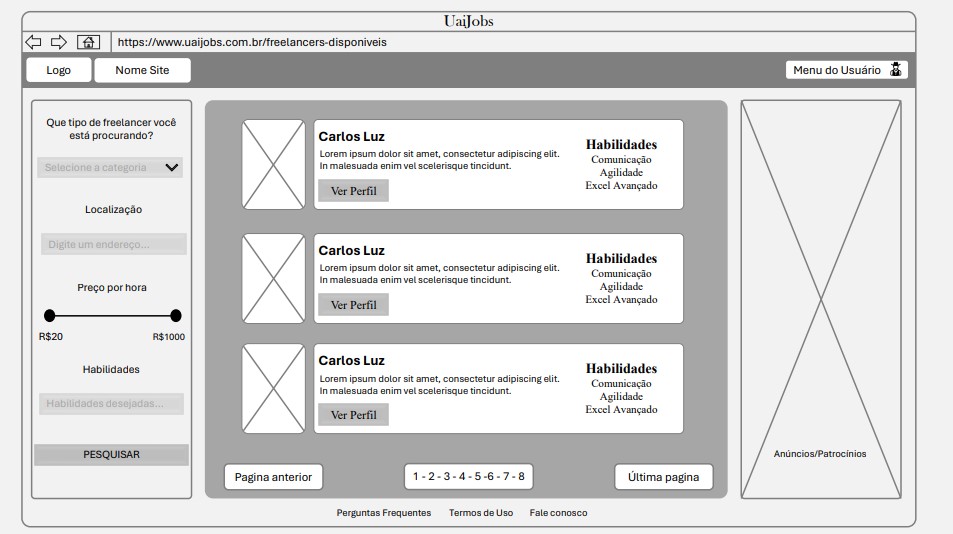 UaiJobs
https://www.uaijobs.com.br/freelancers-disponiveis
Logo
Nome Site
Menu do Usuário
Que tipo de freelancer você
está procurando?
Selecione a categoria
Localização
Digite um endereço...
Preço por hora
R$20
R$1000
Habilidades
Habilidades desejadas...
PESQUISAR
Carlos Luz
Lorem ipsum dolor sit amet, consectetur adipiscing elit.
In malesuada enim vel scelerisque tincidunt.
Ver Perfil
Habilidades
Comunicação
Agilidade
Excel Avançado
Carlos Luz
Lorem ipsum dolor sit amet, consectetur adipiscing elit.
In malesuada enim vel scelerisque tincidunt.
Ver Perfil
Habilidades
Comunicação
Agilidade
Excel Avançado
Carlos Luz
Lorem ipsum dolor sit amet, consectetur adipiscing elit.
In malesuada enim vel scelerisque tincidunt.
Ver Perfil
Habilidades
Comunicação
Agilidade
Excel Avançado
Pagina anterior
1 - 2 - 3 - 4 - 5 -6 - 7 - 8
Última pagina
Anúncios/Patrocínios
Perguntas Frequentes
Termos de Uso
Fale conosco